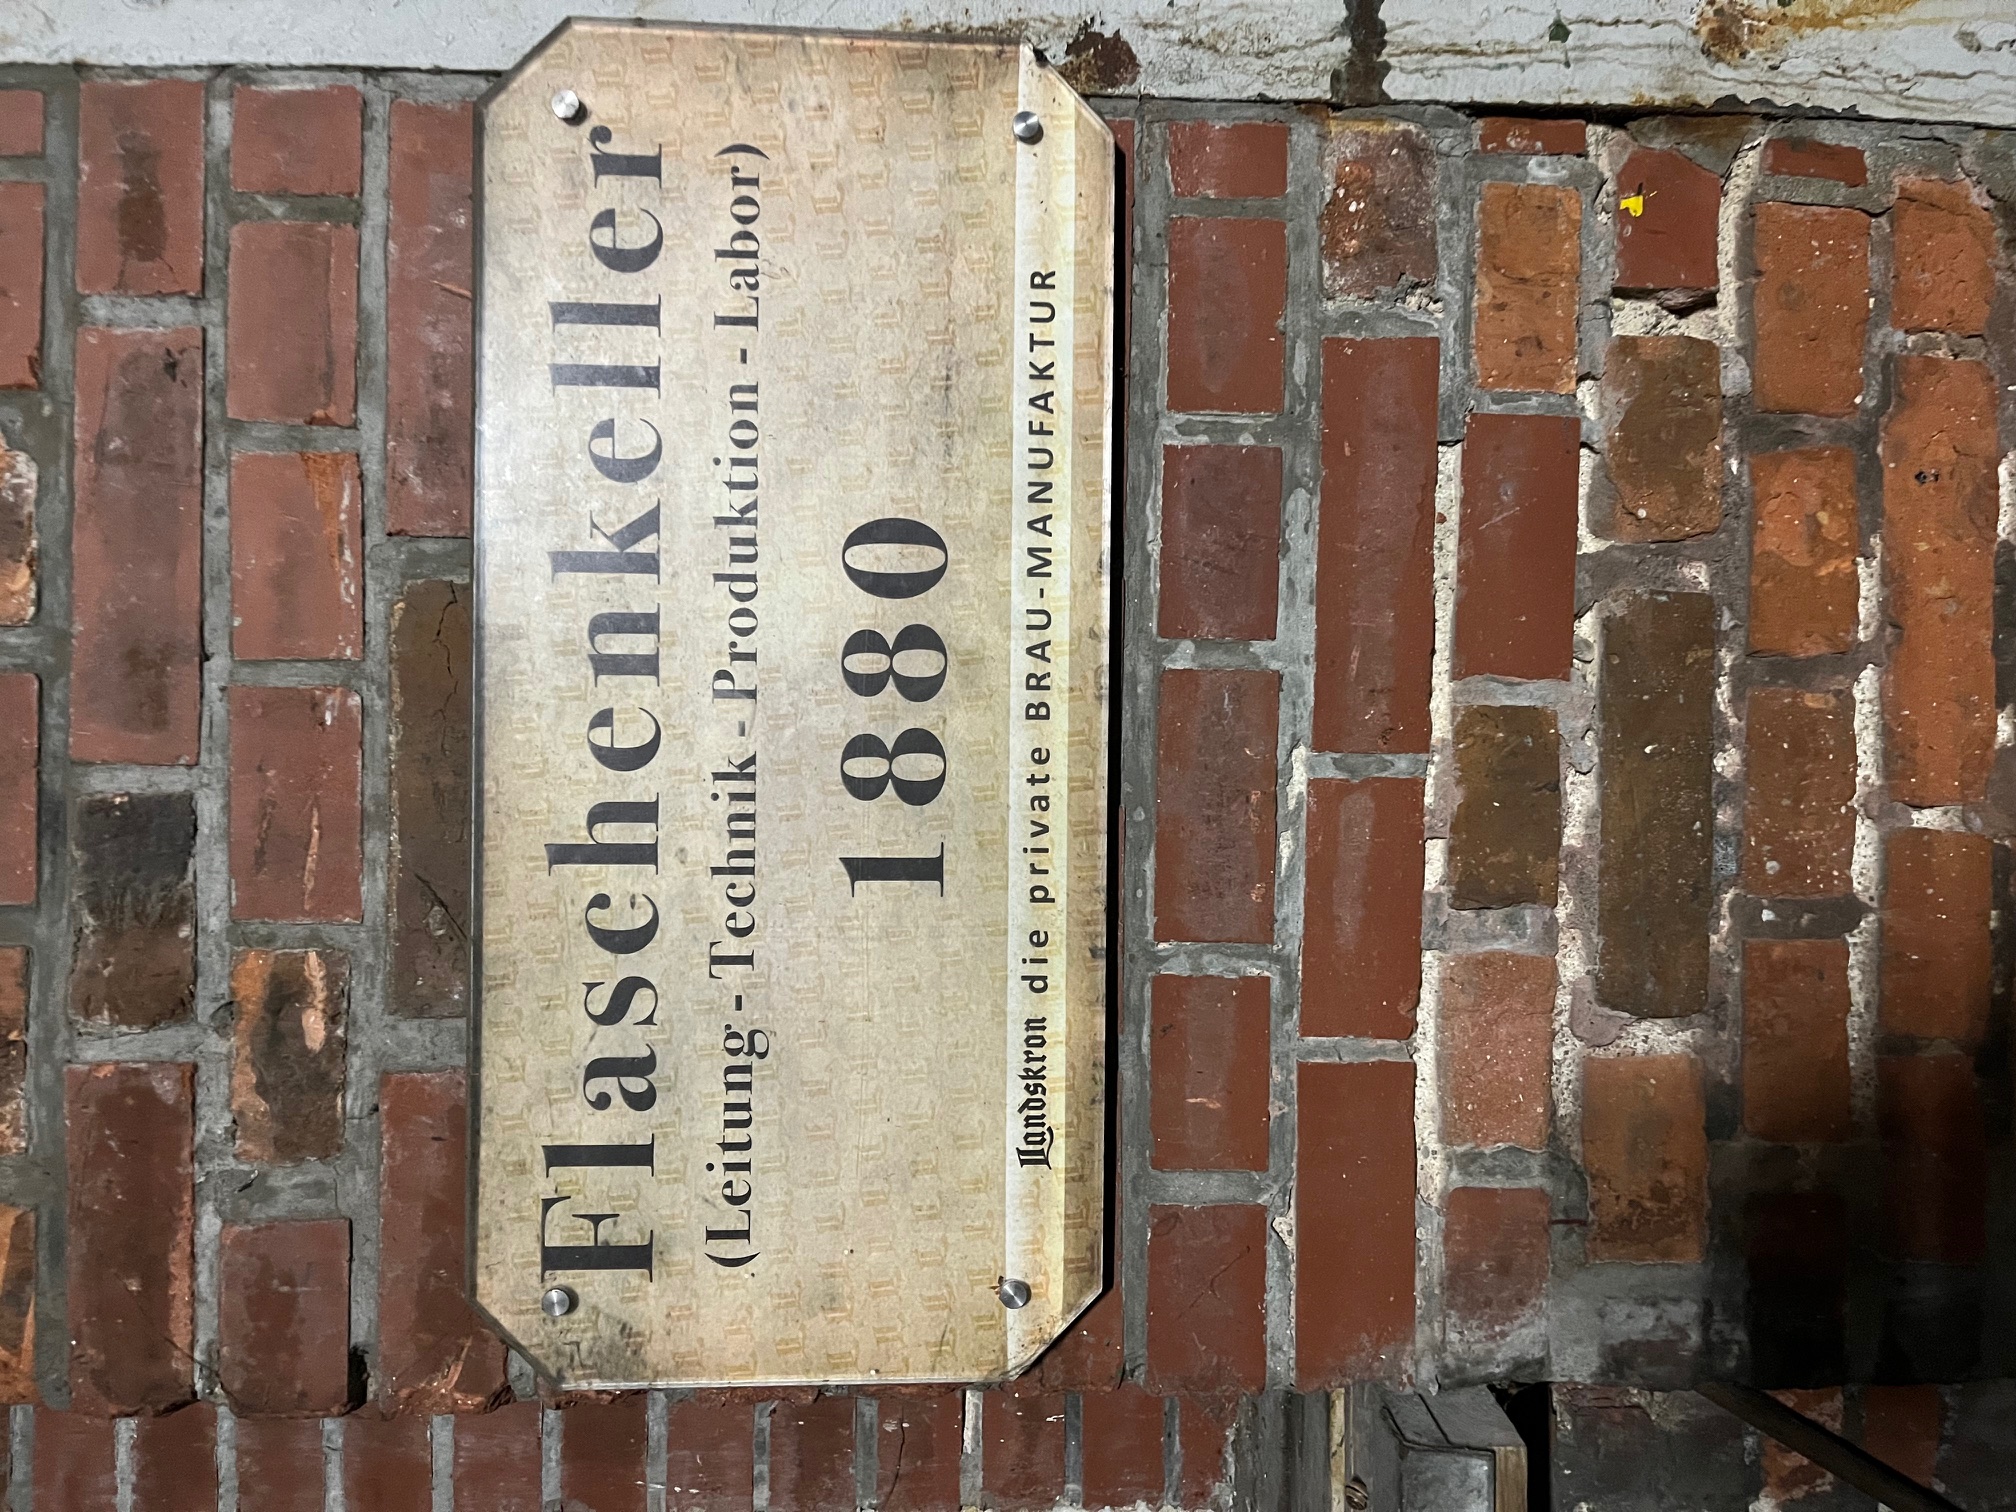 Flaschenkeller
(Leitung - Technik - Produktion - Labor)
1880
Landskron die private BRAU-MANUFAKTUR